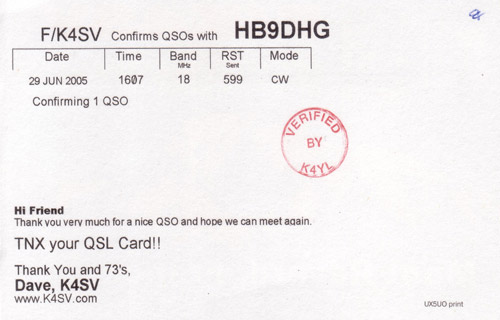 F/K4SV Confirms QSOs with HB9DHG
Date Time Band RST Mode
MHz Sent
29 JUN 2005 1607 18 599 CW
Confirming 1 QSO
VERIFIED
BY
K4YL
Hi Friend
Thank you very much for a nice QSO and hope we can meet again.
TNX your QSL Card!!
Thank You and 73's,
Dave, K4SV
www.K4SV.com
UX5UO print